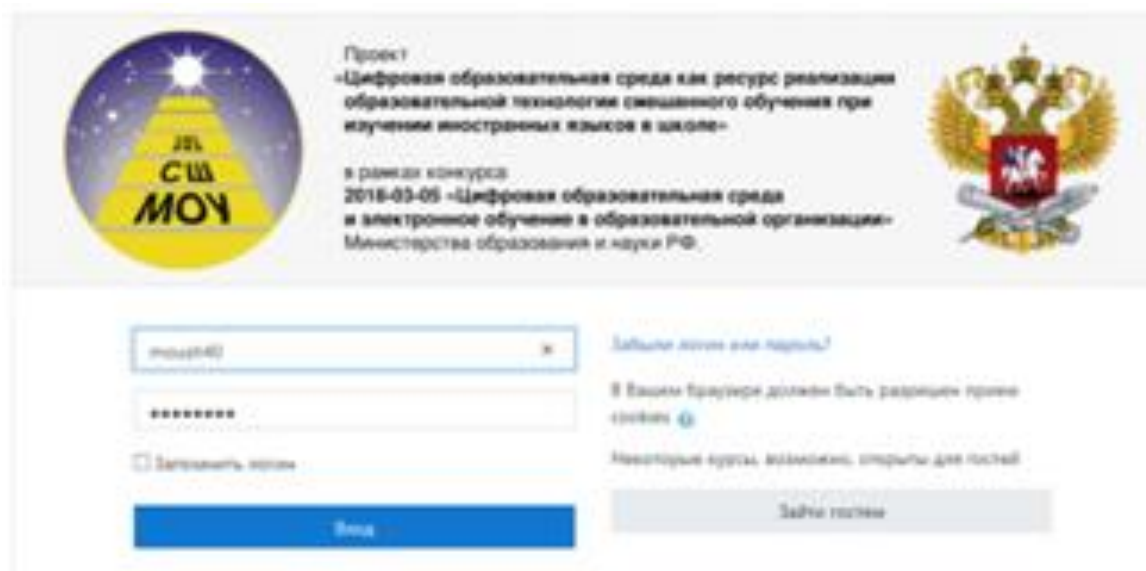 Проект
«Цифровая образовательная среда как ресурс реализации
образовательной технологии смешанного обучения при
изучении иностранных языков в школе»
в рамках конкурса
2018-03-05 «Цифровая образовательная среда
и электронное обучение в образовательной организации»
Министерства образования и науки РФ.
СШ
МОУ
Забыли логин или пароль?
В Вашем браузере должен быть разрешен прием
cookies
Запомнить логин
Некоторые курсы, возможно, открыты для гостей
Вход
Зайти гостем